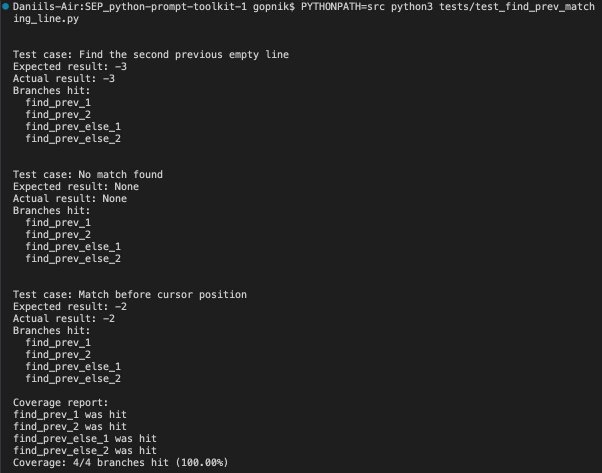 Daniils-Air:SEP_python-prompt-toolkit-1 gopnik$ PYTHONPATH=src python3 tests/test_find_prev_match
ing_line.py
Test case: Find the second previous empty line
Expected result: -3
Actual result: -3
Branches hit:
find_prev_1
find_prev_2
find_prev_else_1
find_prev_else_2
Test case: No match found
Expected result: None
Actual result: None
Branches hit:
find_prev_1
find_prev_2
find_prev_else_1
find_prev_else_2
Test case: Match before cursor position
Expected result: -2
Actual result: -2
Branches hit:
find_prev_1
find_prev_2
find_prev_else_1
find_prev_else_2
Coverage report:
find_prev_1 was hit
find_prev_2 was hit
find_prev_else_1 was hit
find_prev_else_2 was hit
Coverage: 4/4 branches hit (100.00%)